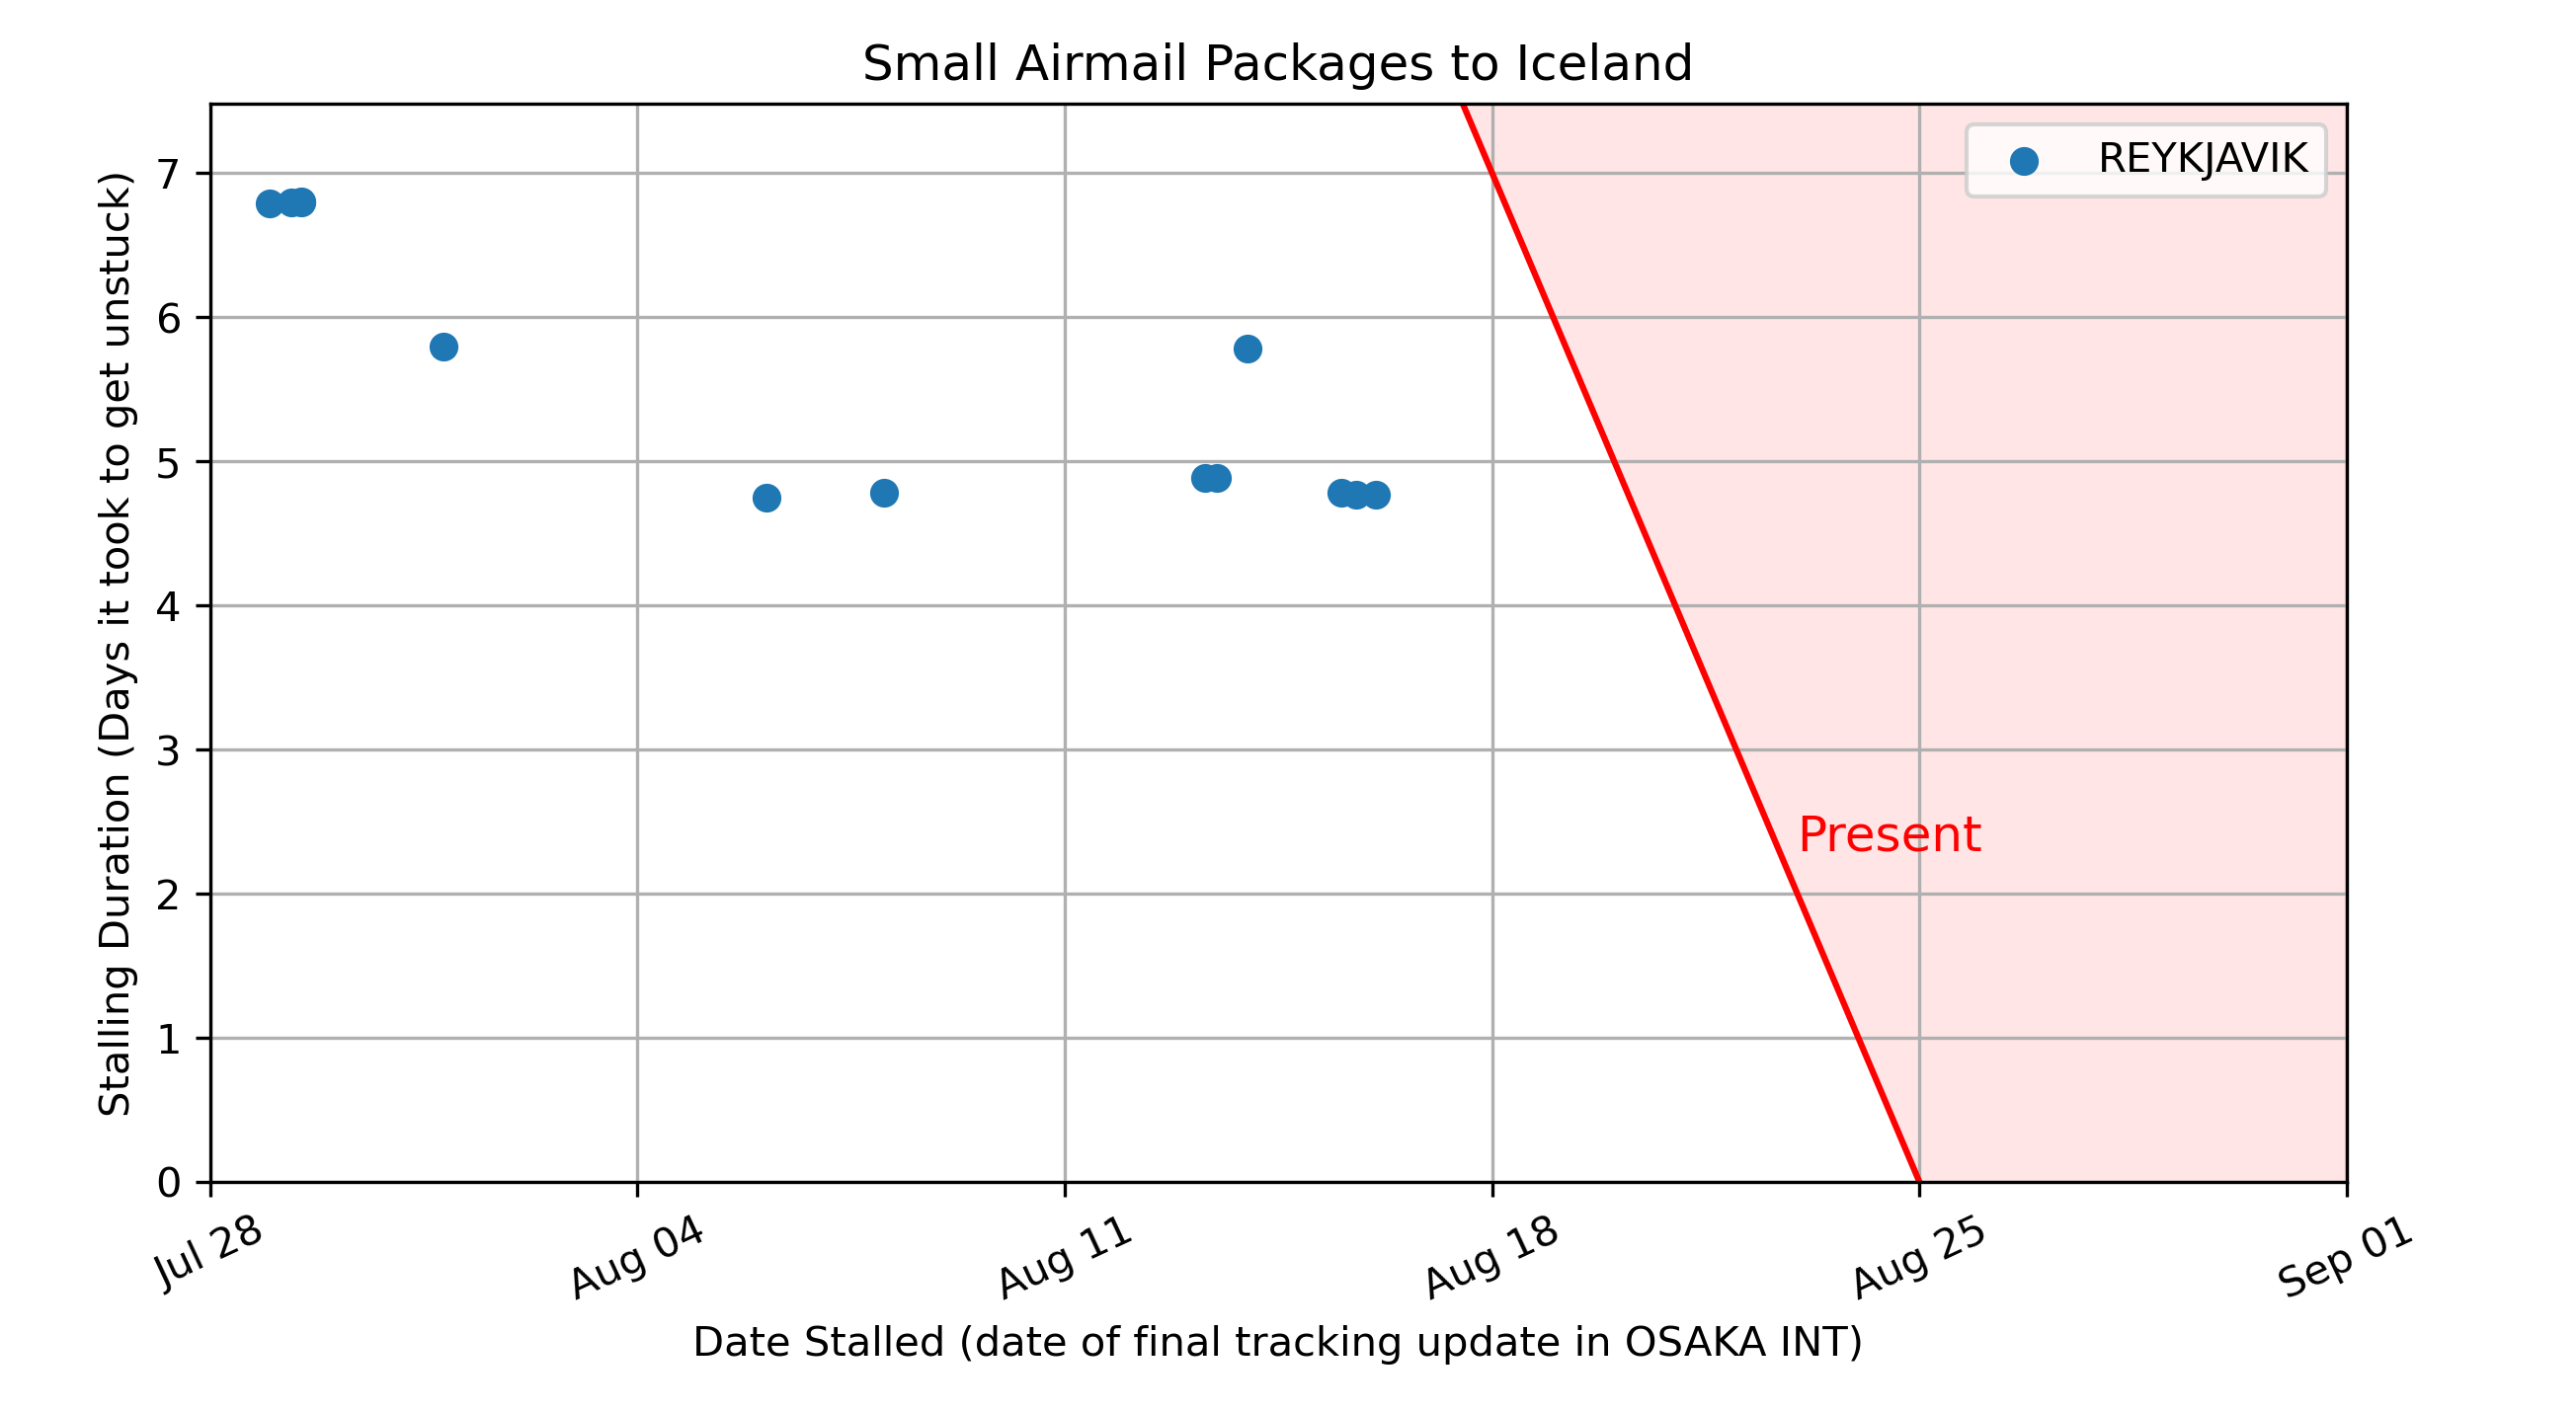 Small Airmail Packages to Iceland
REYKJAVIK
Stalling Duration (Days it took to get unstuck)
7
6
5
4
3
2
1
0
Present
Jul 28
Aug 04
Aug 11
Aug 18
Aug 25
Sep 01
Date Stalled (date of final tracking update in OSAKA INT)